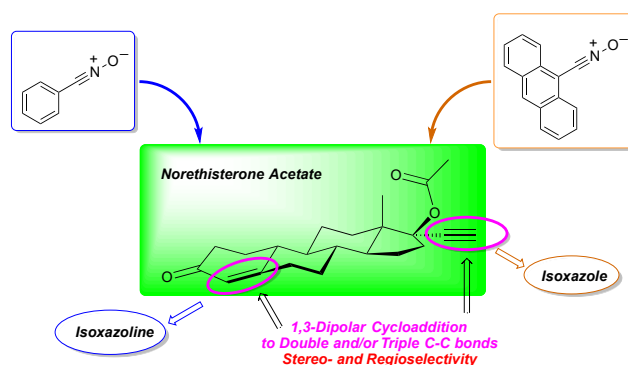 N
+
O
−
N
+
O
−
Norethisterone Acetate
O
O
O
Isoxazole
Isoxazoline
1,3-Dipolar Cycloaddition
to Double and/or Triple C-C bonds
Stereo- and Regioselectivity